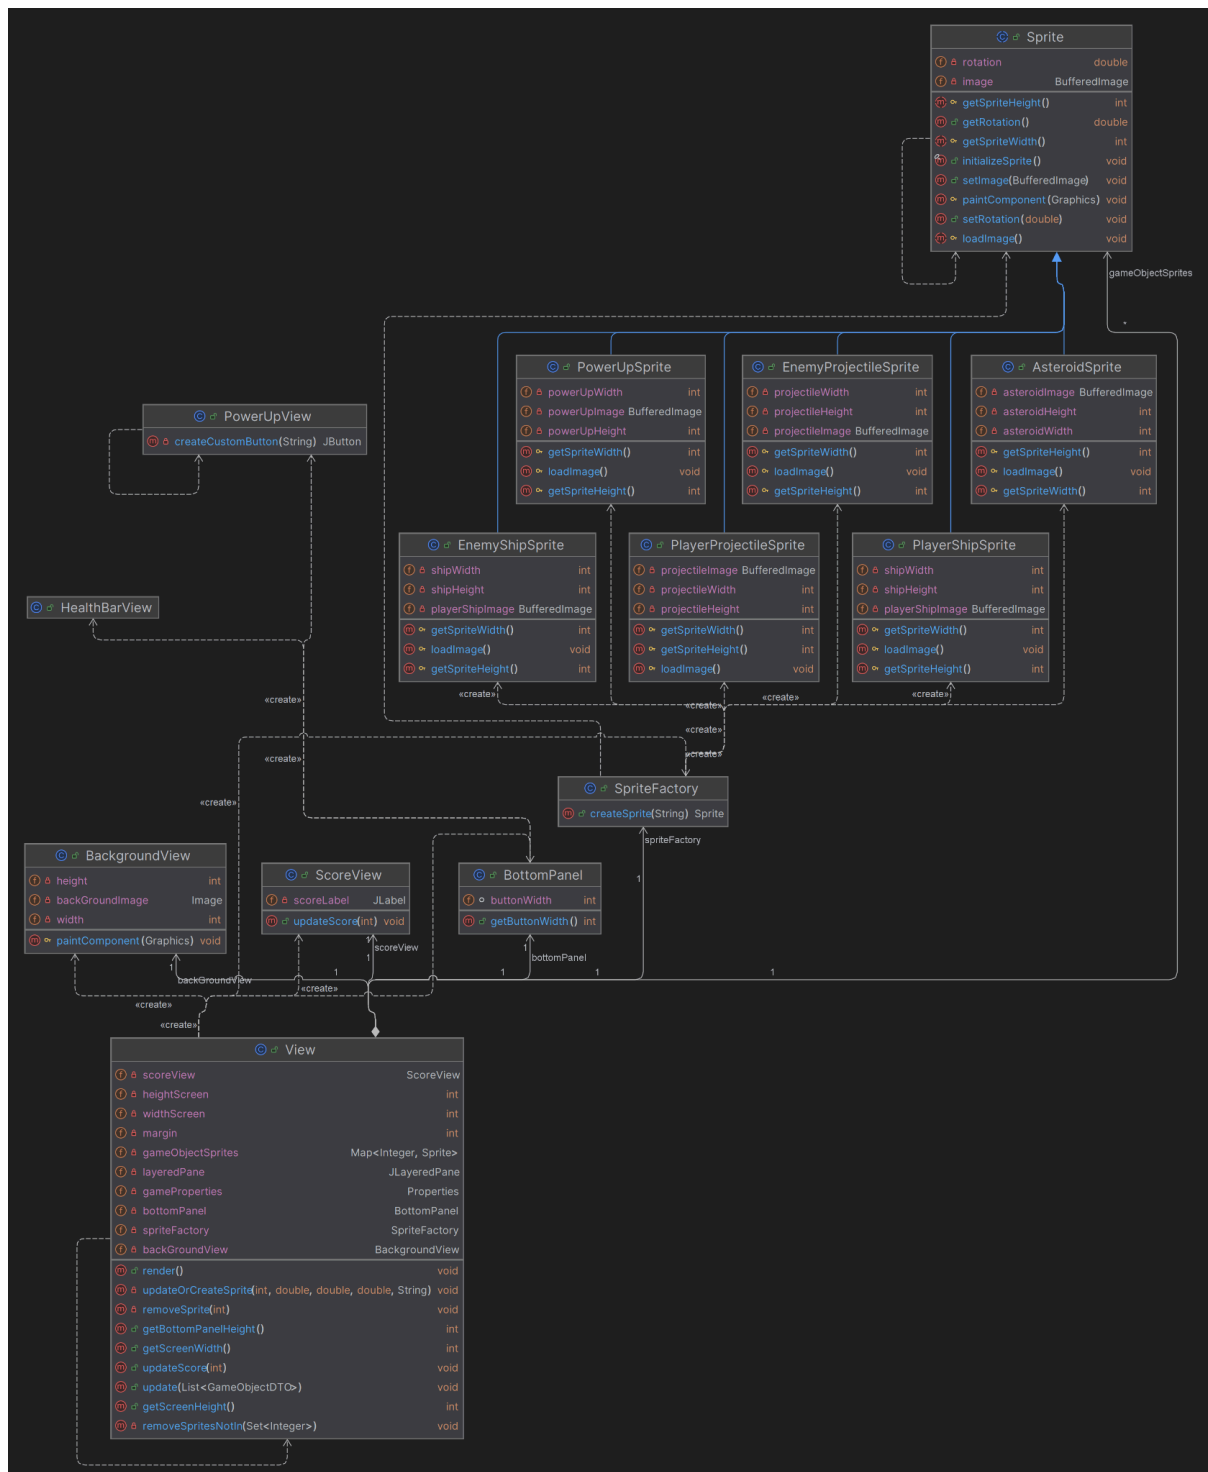 Sprite
rotation double
image BufferedImage
getSpriteHeight() int
getRotation() double
getSpriteWidth() int
initializeSprite() void
setImage(BufferedImage) void
paintComponent(Graphics) void
setRotation(double) void
loadImage() void
gameObjectSprites
*
PowerUpSprite
powerUpWidth int
powerUpImage BufferedImage
powerUpHeight int
getSpriteWidth() int
loadImage() void
getSpriteHeight() int
EnemyProjectileSprite
projectileWidth int
projectileHeight int
projectileImage BufferedImage
getSpriteWidth() int
loadImage() void
getSpriteHeight() int
AsteroidSprite
asteroidImage BufferedImage
asteroidHeight int
asteroidWidth int
getSpriteHeight() int
loadImage() void
getSpriteWidth() int
PowerUpView
createCustomButton(String) JButton
EnemyShipSprite
shipWidth int
shipHeight int
playerShipImage BufferedImage
getSpriteWidth() int
loadImage() void
getSpriteHeight() int
PlayerProjectileSprite
projectileImage BufferedImage
projectileWidth int
projectileHeight int
getSpriteWidth() int
getSpriteHeight() int
loadImage() void
PlayerShipSprite
shipWidth int
shipHeight int
playerShipImage BufferedImage
getSpriteWidth() int
loadImage() void
getSpriteHeight() int
HealthBarView
«create»
«create»
«create»
«create»
«create»
«create»
«create»
«create»
«create»
SpriteFactory
createSprite(String) Sprite
spriteFactory
1
BackgroundView
height int
backGroundImage Image
width int
paintComponent(Graphics) void
ScoreView
scoreLabel JLabel
updateScore(int) void
BottomPanel
buttonWidth int
getButtonWidth() int
1
scoreView
1
1
bottomPanel
1
backGroundView
1
1
1
1
«create»
«create»
«create»
View
scoreView ScoreView
heightScreen int
widthScreen int
margin int
gameObjectSprites Map<Integer, Sprite>
layeredPane JLayeredPane
gameProperties Properties
bottomPanel BottomPanel
spriteFactory SpriteFactory
backGroundView BackgroundView
render() void
updateOrCreateSprite(int, double, double, double, String) void
removeSprite(int) void
getBottomPanelHeight() int
getScreenWidth() int
updateScore(int) void
update(List<GameObjectDTO>) void
getScreenHeight() int
removeSpritesNotIn(Set<Integer>) void